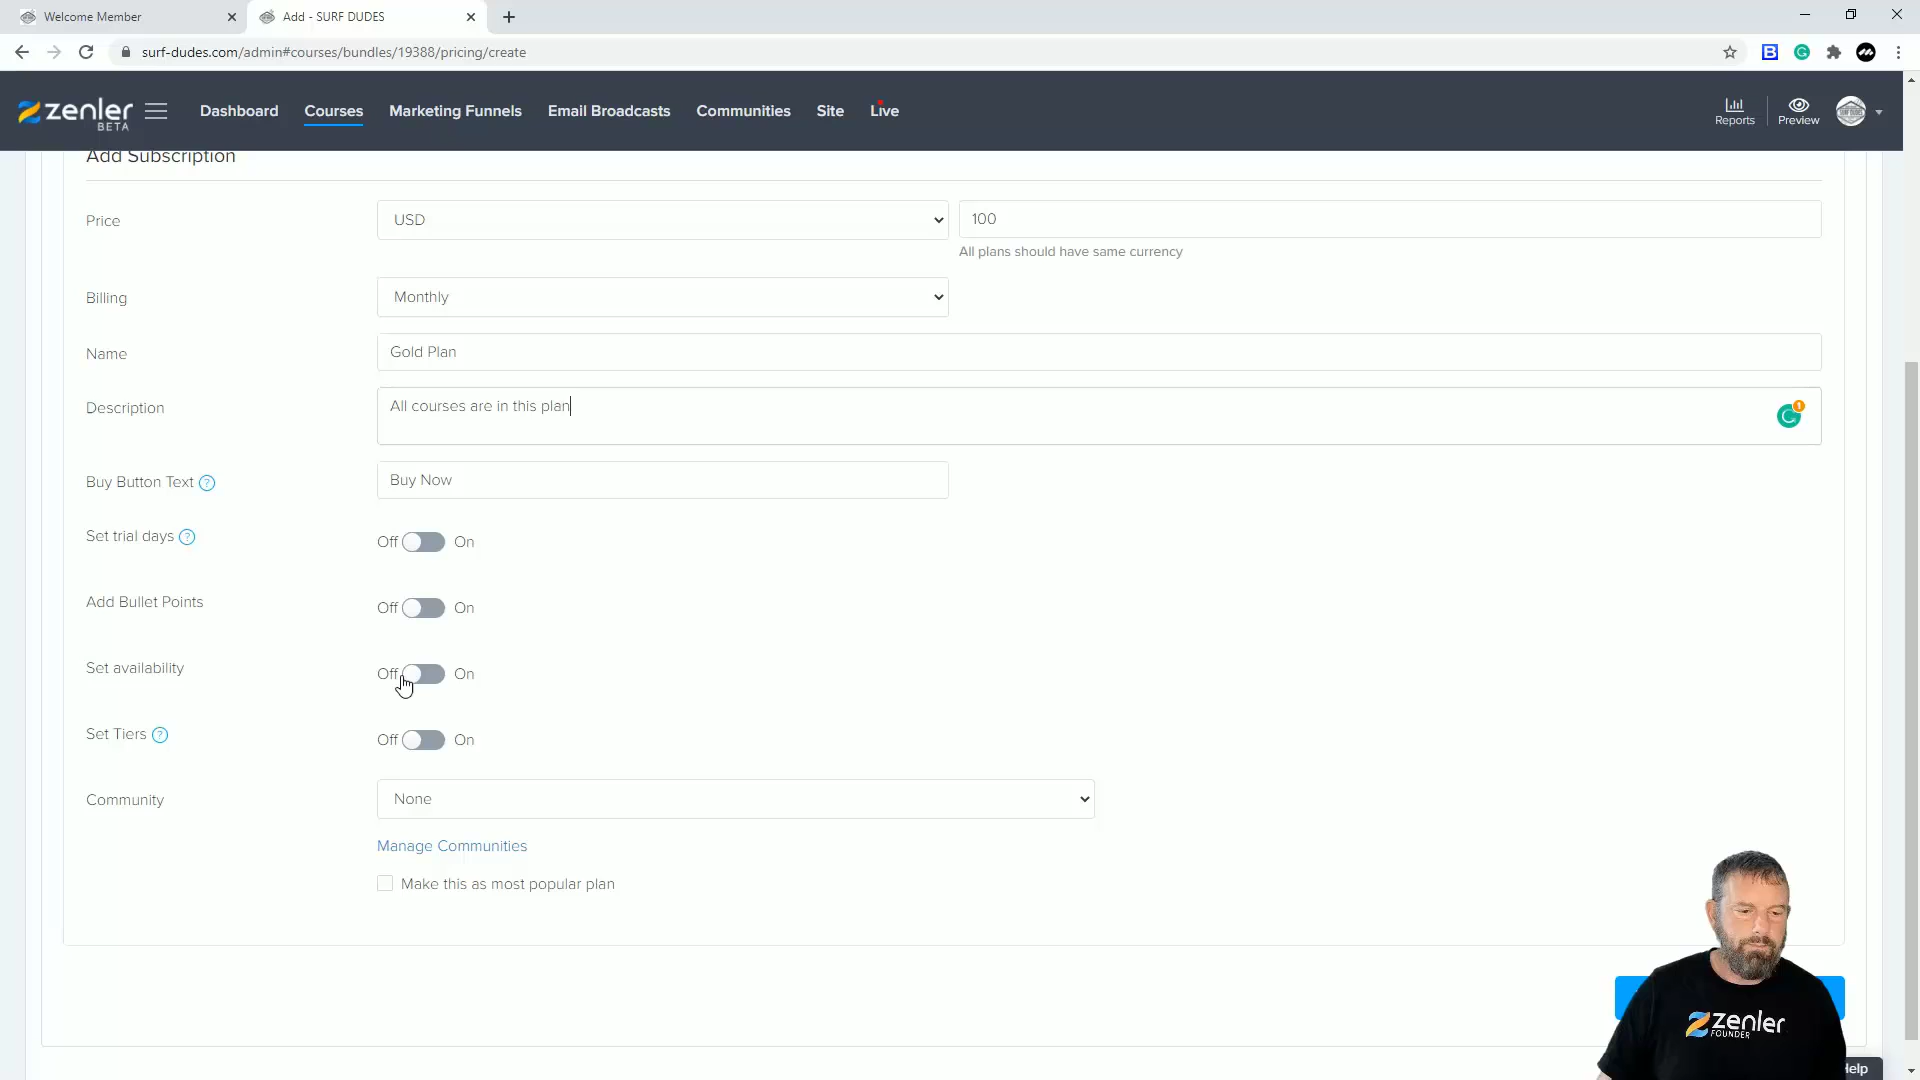 Welcome Member
Add - SURF DUDES
surf-dudes.com/admin#courses/bundles/19388/pricing/create
zenler
BETA
Dashboard
Courses
Marketing Funnels
Email Broadcasts
Communities
Site
Live
Reports
Preview
Add Subscription
Price
USD
100
All plans should have same currency
Billing
Monthly
Name
Gold Plan
Description
All courses are in this plan
1
Buy Button Text ?
Buy Now
Set trial days ?
Off On
Add Bullet Points
Off On
Set availability
Off On
Set Tiers ?
Off On
Community
None
Manage Communities
Make this as most popular plan
zenler
FOUNDER